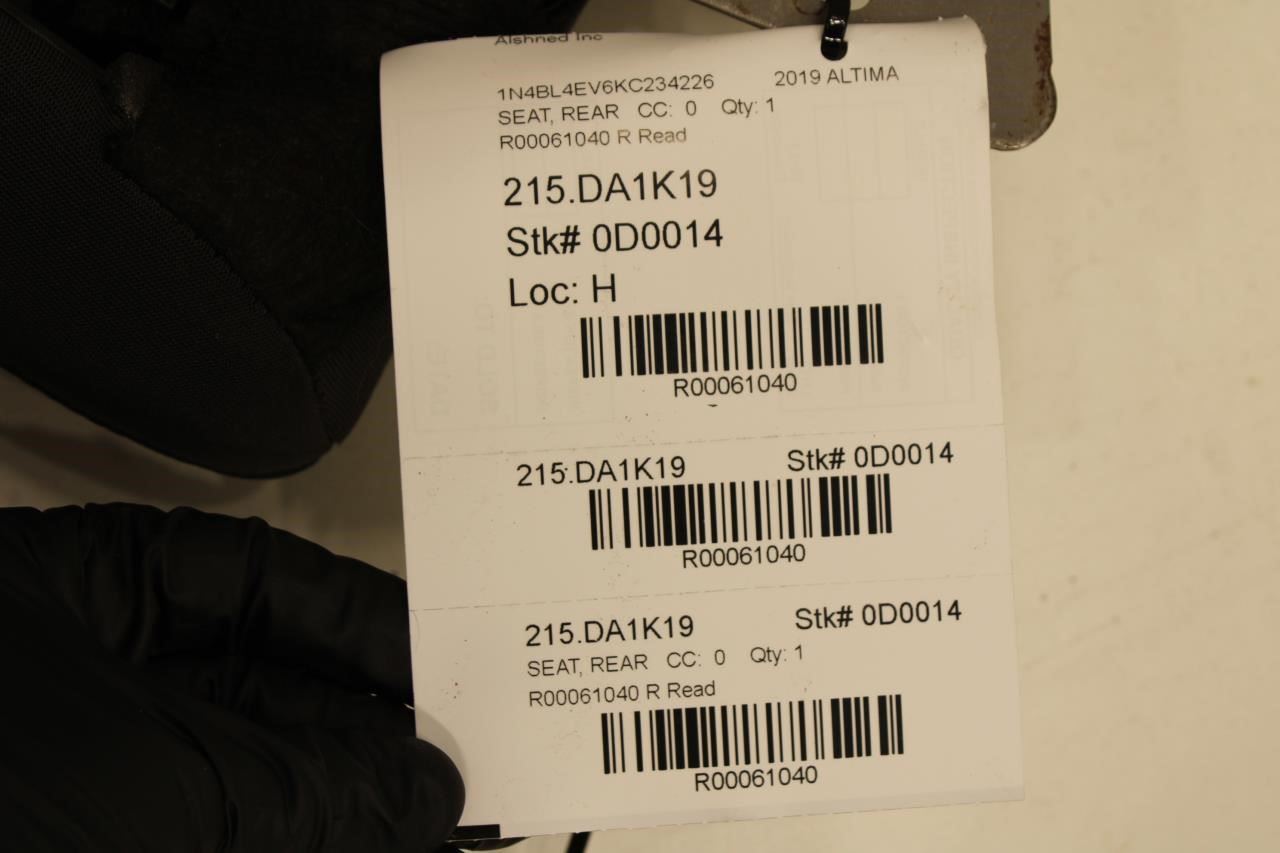 Alshned Inc
1N4BL4EV6KC234226 2019 ALTIMA
SEAT, REAR CC: 0 Qty: 1
R00061040 R Read
215.DA1K19
Stk# 0D0014
Loc: H
R00061040
215.DA1K19 Stk# 0D0014
R00061040
215.DA1K19 Stk# 0D0014
SEAT, REAR CC: 0 Qty: 1
R00061040 R Read
R00061040